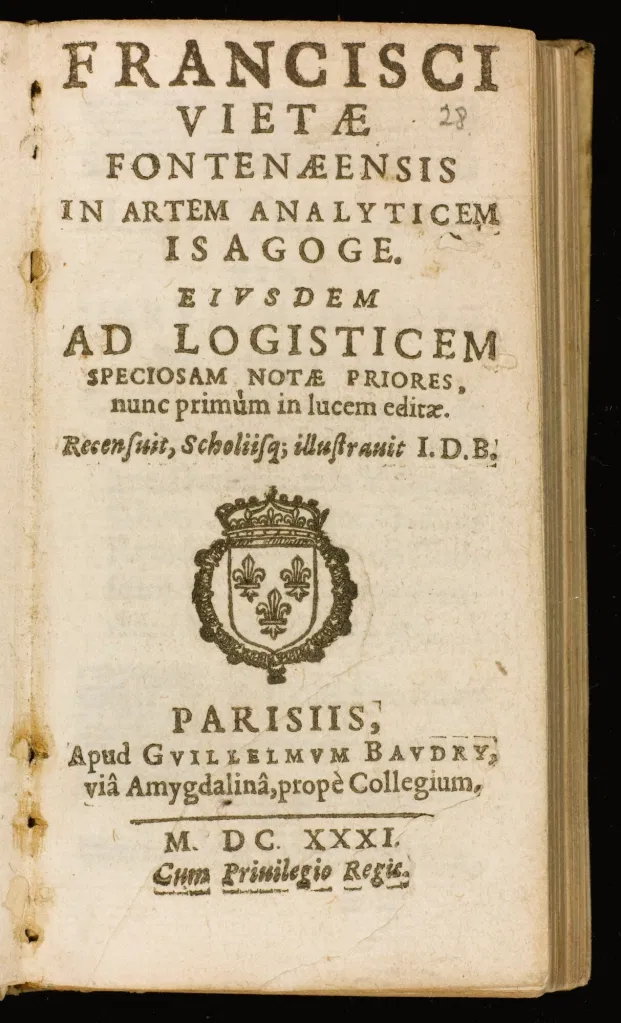 FRANCISCI
VIETÆ
28
FONTENÆENSIS
IN ARTEM ANALYTICEM
ISAGOGE.
EIVSDEM
AD LOGISTICEM
SPECIOSAM NOTÆ PRIORES,
nunc primùm in lucem editæ.
Recenſuit, Scholiiſq; illuſtrauit I. D. B.
PARISIIS,
Apud GVILLELMVM BAVDRY,
viâ Amygdalinâ, propè Collegium,
M. DC. XXXI.
Cum Priuilegio Regis.